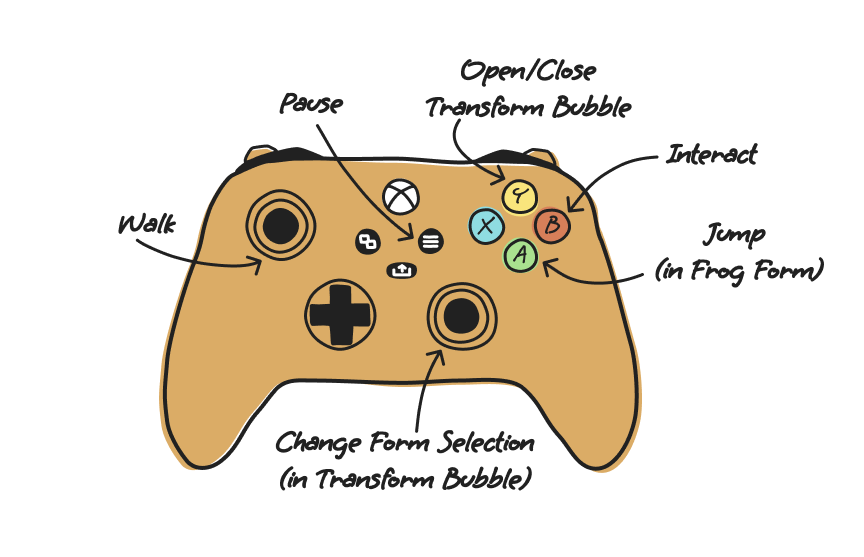 Open/Close
Transform Bubble
Pause
Interact
Walk
Y
X
B
A
Jump
(in Frog Form)
Change Form Selection
(in Transform Bubble)